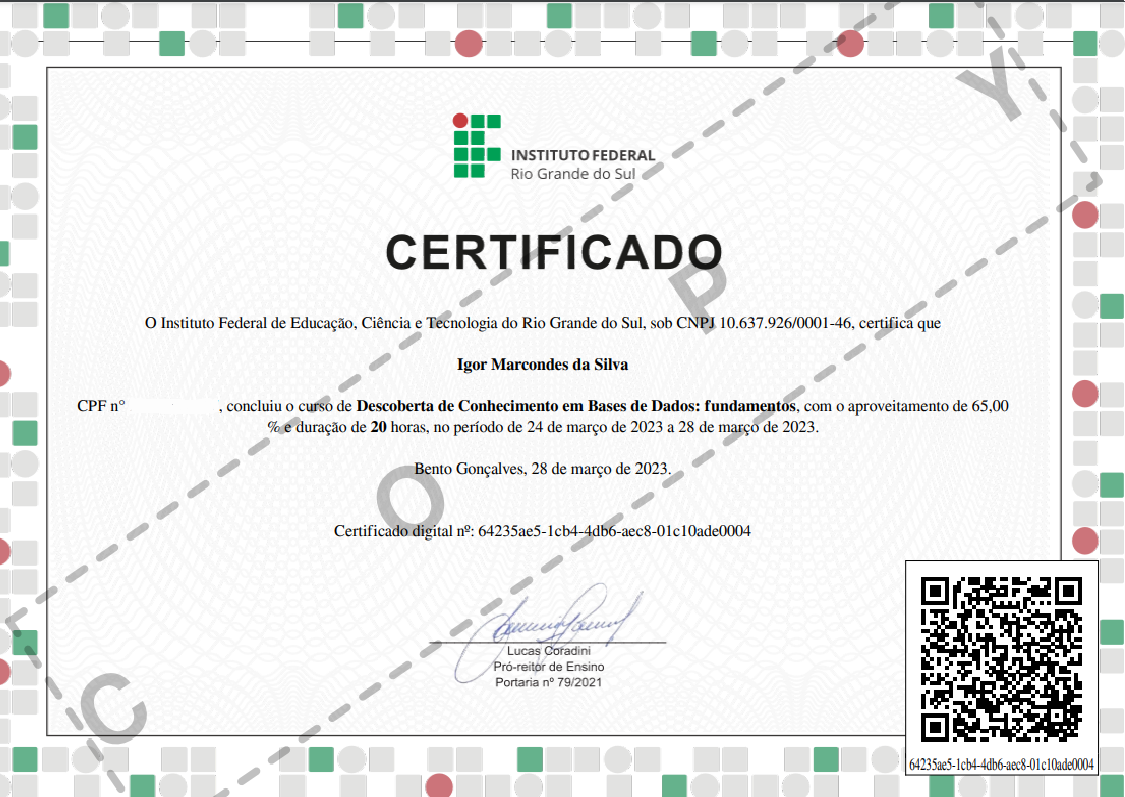 INSTITUTO FEDERAL
Rio Grande do Sul
CERTIFICADO
O Instituto Federal de Educação, Ciência e Tecnologia do Rio Grande do Sul, sob CNPJ 10.637.926/0001-46, certifica que
Igor Marcondes da Silva
CPF nº , concluiu o curso de Descoberta de Conhecimento em Bases de Dados: fundamentos, com o aproveitamento de 65,00
% e duração de 20 horas, no período de 24 de março de 2023 a 28 de março de 2023.
Bento Gonçalves, 28 de março de 2023.
Certificado digital nº: 64235ae5-1cb4-4db6-aec8-01c10ade0004
Lucas Coradini
Pró-reitor de Ensino
Portaria nº 79/2021
64235ae5-1cb4-4db6-aec8-01c10ade0004
COPY